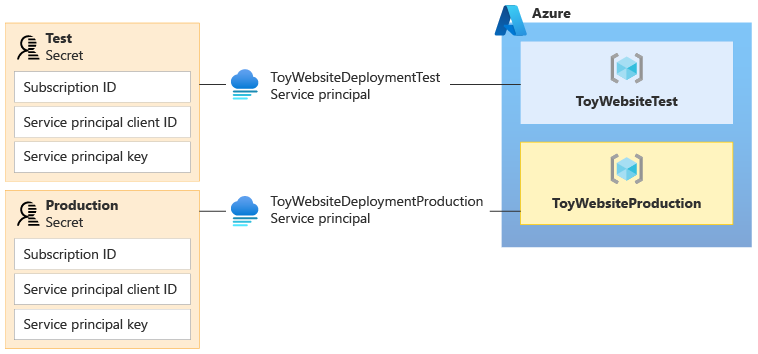 Test
Secret
Subscription ID
Service principal client ID
Service principal key
ToyWebsiteDeploymentTest
Service principal
Azure
ToyWebsiteTest
ToyWebsiteProduction
Production
Secret
Subscription ID
Service principal client ID
Service principal key
ToyWebsiteDeploymentProduction
Service principal